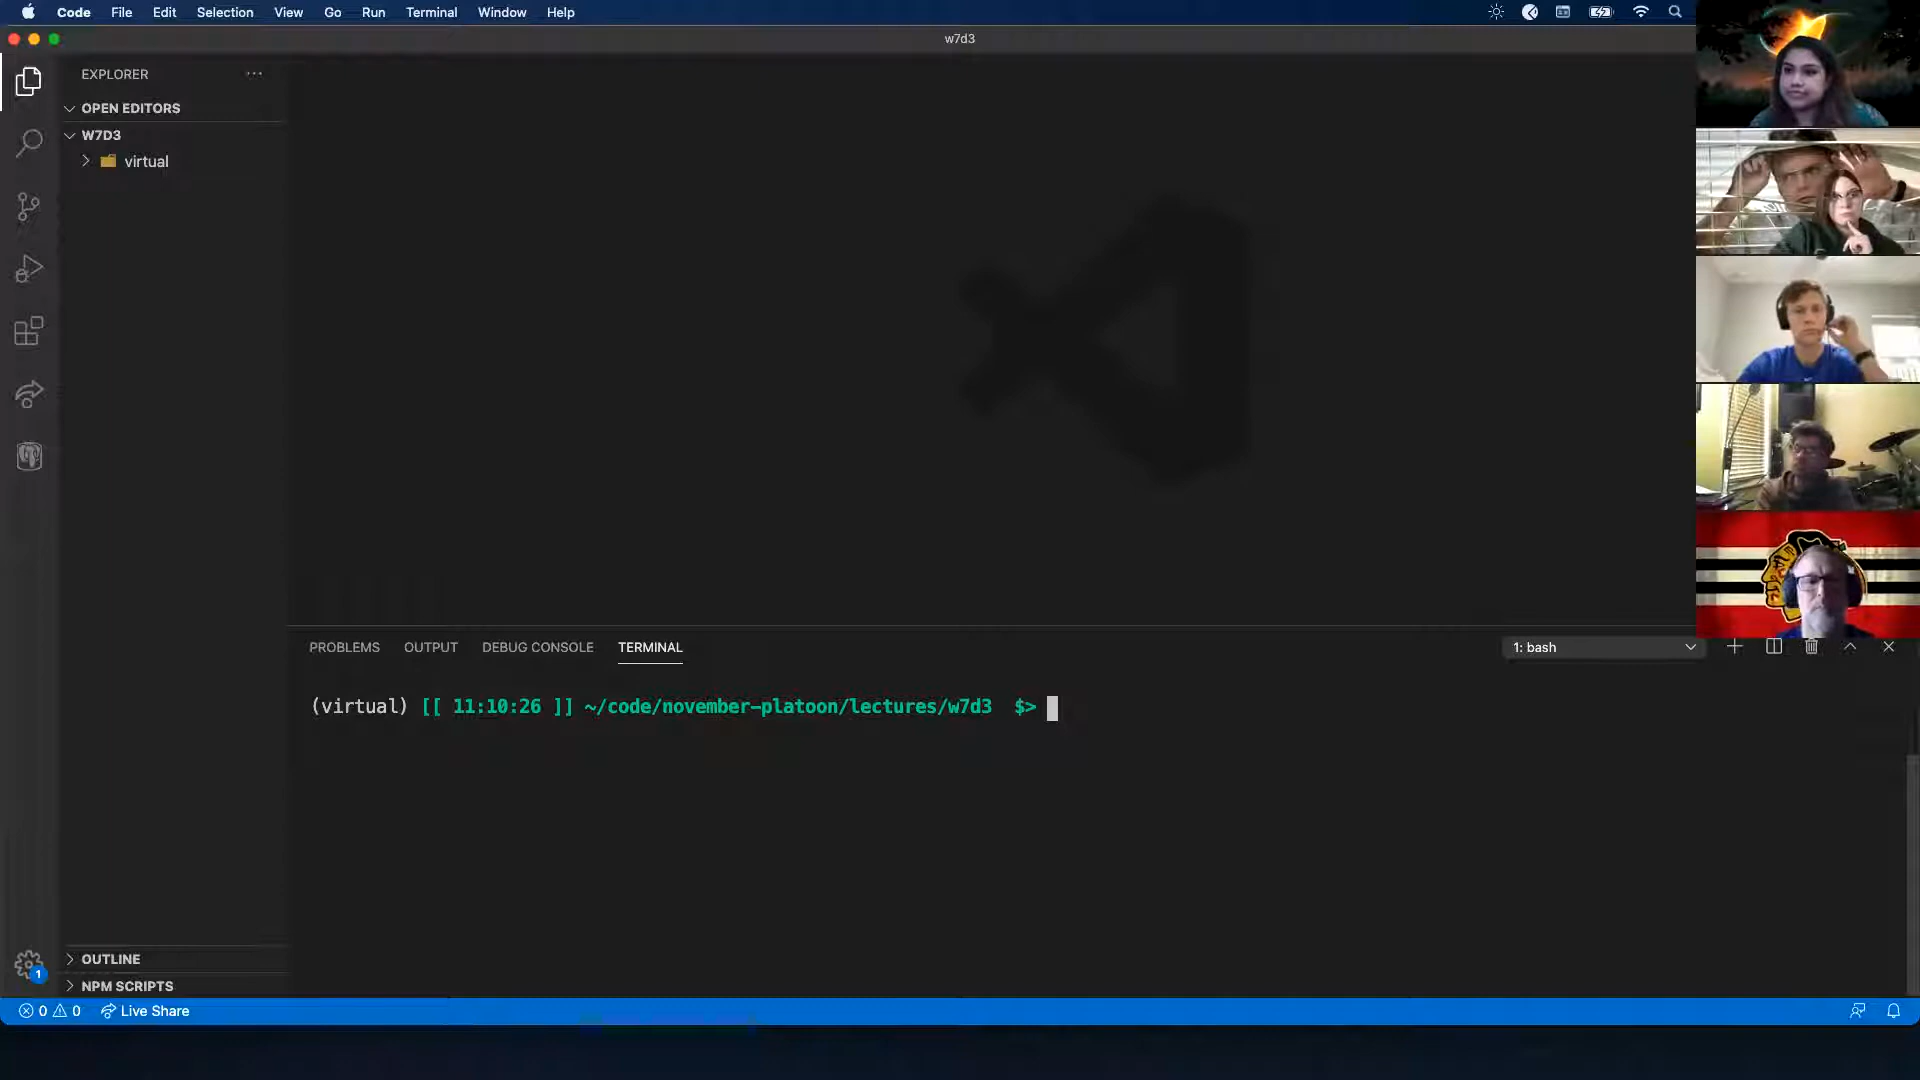 Code File Edit Selection View Go Run Terminal Window Help
w7d3
EXPLORER
OPEN EDITORS
W7D3
virtual
PROBLEMS OUTPUT DEBUG CONSOLE TERMINAL
1: bash
(virtual) [[ 11:10:26 ]] ~/code/november-platoon/lectures/w7d3 $>
OUTLINE
1
NPM SCRIPTS
0 0 Live Share